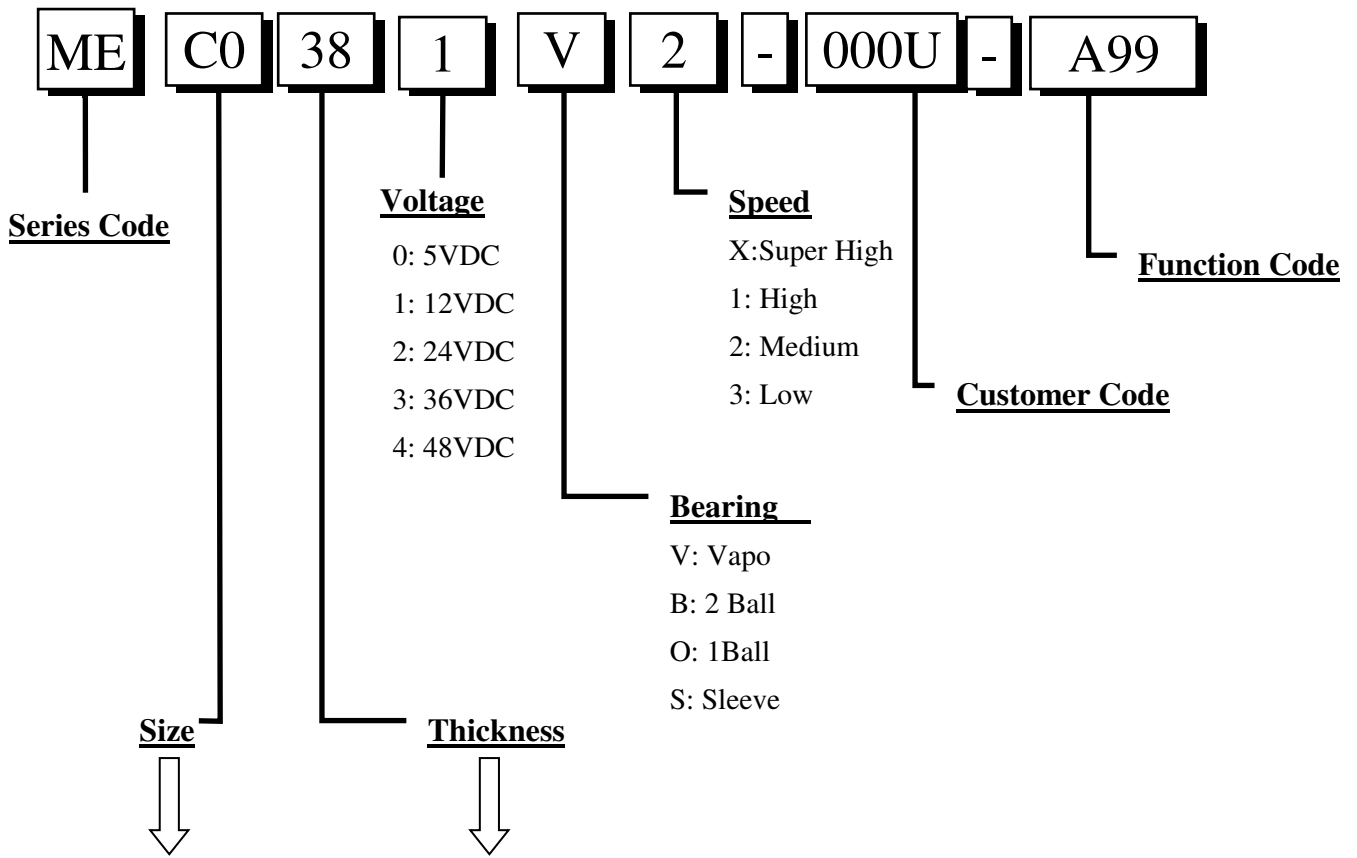 ME C0 38 1 V 2 - 000U - A99
Series Code
Voltage
0: 5VDC
1: 12VDC
2: 24VDC
3: 36VDC
4: 48VDC
Speed
X:Super High
1: High
2: Medium
3: Low
Function Code
Customer Code
Bearing
V: Vapo
B: 2 Ball
O: 1Ball
S: Sleeve
Size
Thickness